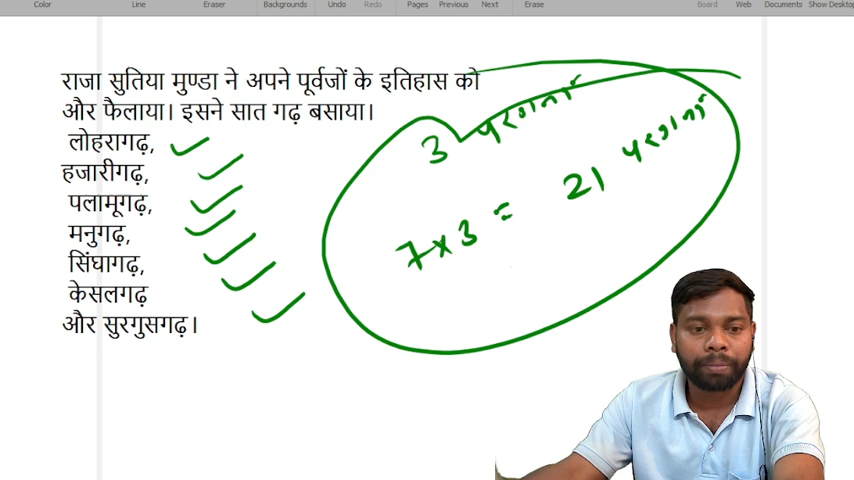 Color Line Eraser Backgrounds Undo Redo Pages Previous Next Erase Board Web Documents Show Desktop
राजा सुतिया मुण्डा ने अपने पूर्वजों के इतिहास को
और फैलाया। इसने सात गढ़ बसाया।
लोहरागढ़,
हजारीगढ़,
पलामूगढ़,
मनुगढ़,
सिंघागढ़,
केसलगढ़
और सुरगुसगढ़।
3 परगना
7 x 3 = 21 परगना